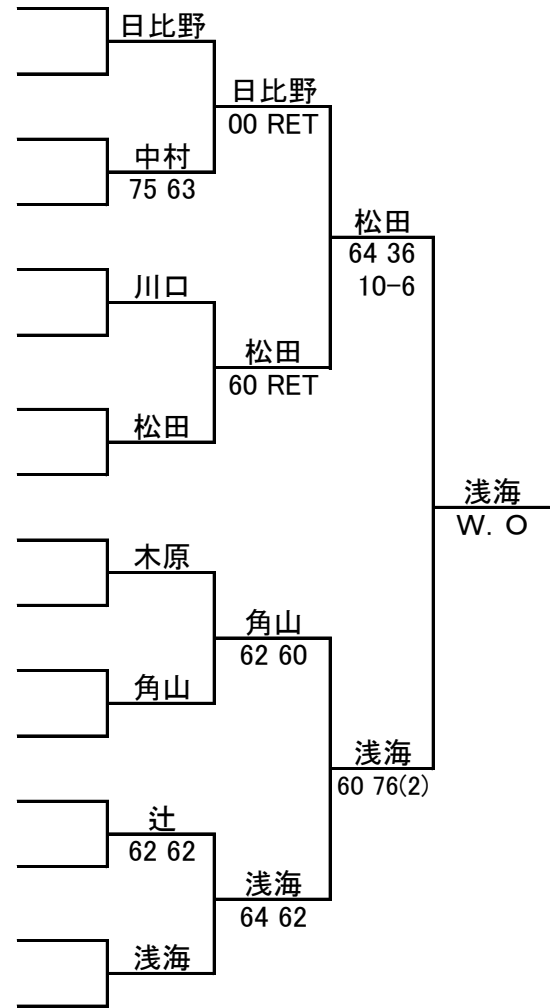 日比野
日比野
00 RET
中村
75 63
松田
64 36
10-6
川口
松田
60 RET
松田
浅海
W. O
木原
角山
62 60
角山
浅海
60 76(2)
辻
62 62
浅海
64 62
浅海